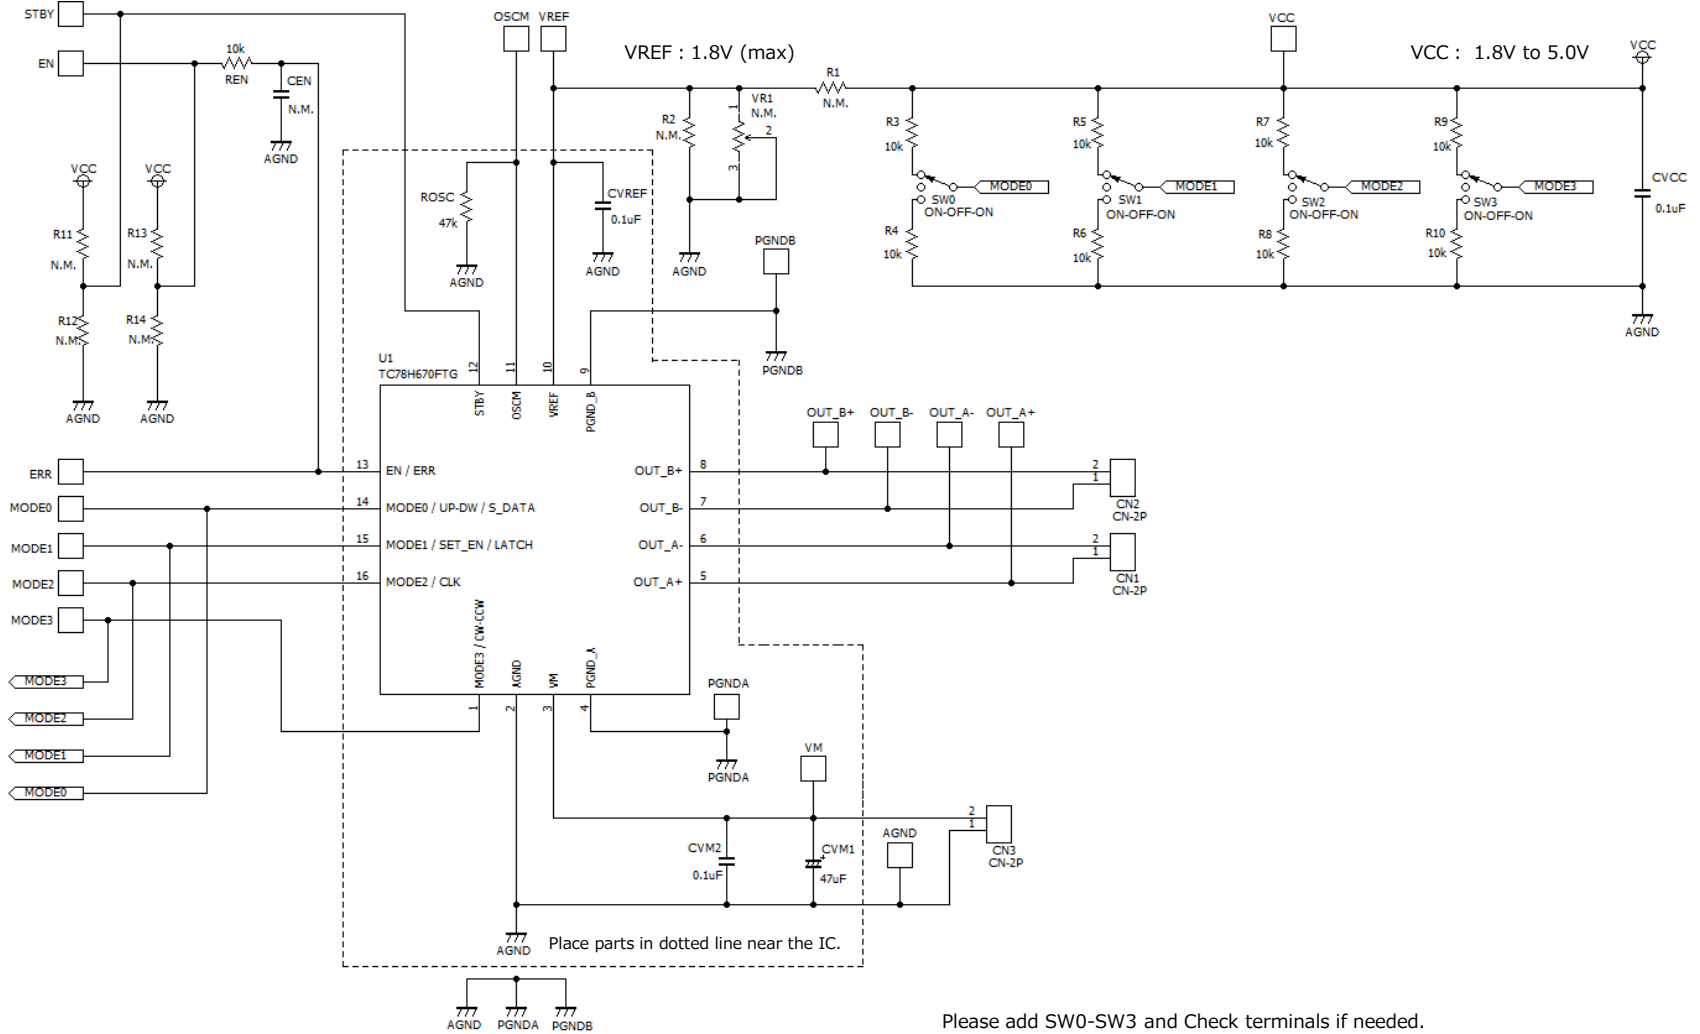 STBY
OSCM
VREF
VCC
VREF : 1.8V (max)
VCC : 1.8V to 5.0V
VCC
EN
10k
REN
CEN
N.M.
AGND
R1
N.M.
VR1
N.M.
1
2
3
R2
N.M.
R3
10k
R5
10k
R7
10k
R9
10k
MODE0
MODE1
MODE2
MODE3
SW0
ON-OFF-ON
SW1
ON-OFF-ON
SW2
ON-OFF-ON
SW3
ON-OFF-ON
CVCC
0.1uF
R4
10k
R6
10k
R8
10k
R10
10k
AGND
VCC
VCC
R11
N.M.
R13
N.M.
R12
N.M.
R14
N.M.
AGND
AGND
ROSC
47k
AGND
CVREF
0.1uF
AGND
AGND
PGNDB
PGNDB
U1
TC78H670FTG
12
11
10
9
STBY
OSCM
VREF
PGND_B
OUT_B+
OUT_B-
OUT_A-
OUT_A+
ERR
13
EN / ERR
OUT_B+
8
2
1
CN2
CN-2P
MODE0
14
MODE0 / UP-DW / S_DATA
OUT_B-
7
MODE1
15
MODE1 / SET_EN / LATCH
OUT_A-
6
2
1
CN1
CN-2P
MODE2
16
MODE2 / CLK
OUT_A+
5
MODE3
MODE3 / CW-CCW
AGND
VM
PGND_A
1
2
3
4
MODE3
MODE2
MODE1
MODE0
PGNDA
PGNDA
VM
2
1
CN3
CN-2P
AGND
CVM2
0.1uF
CVM1
+
47uF
AGND
Place parts in dotted line near the IC.
AGND
PGNDA
PGNDB
Please add SW0-SW3 and Check terminals if needed.